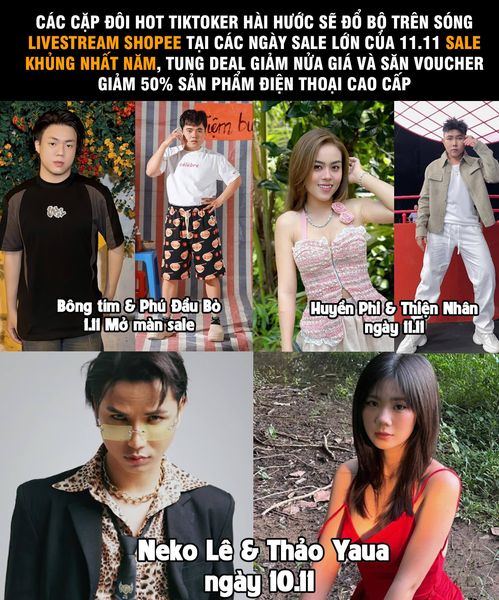 CÁC CẶP ĐÔI HOT TIKTOKER HÀI HƯỚC SẼ ĐỔ BỘ TRÊN SÓNG
LIVESTREAM SHOPEE TẠI CÁC NGÀY SALE LỚN CỦA 11.11 SALE
KHỦNG NHẤT NĂM, TUNG DEAL GIẢM NỬA GIÁ VÀ SĂN VOUCHER
GIẢM 50% SẢN PHẨM ĐIỆN THOẠI CAO CẤP
célèbre
Bông tím & Phú Đầu Bò
1.11 Mở màn sale
Huyền Phi & Thiện Nhân
ngày 11.11
Neko Lê & Thảo Yaua
ngày 10.11